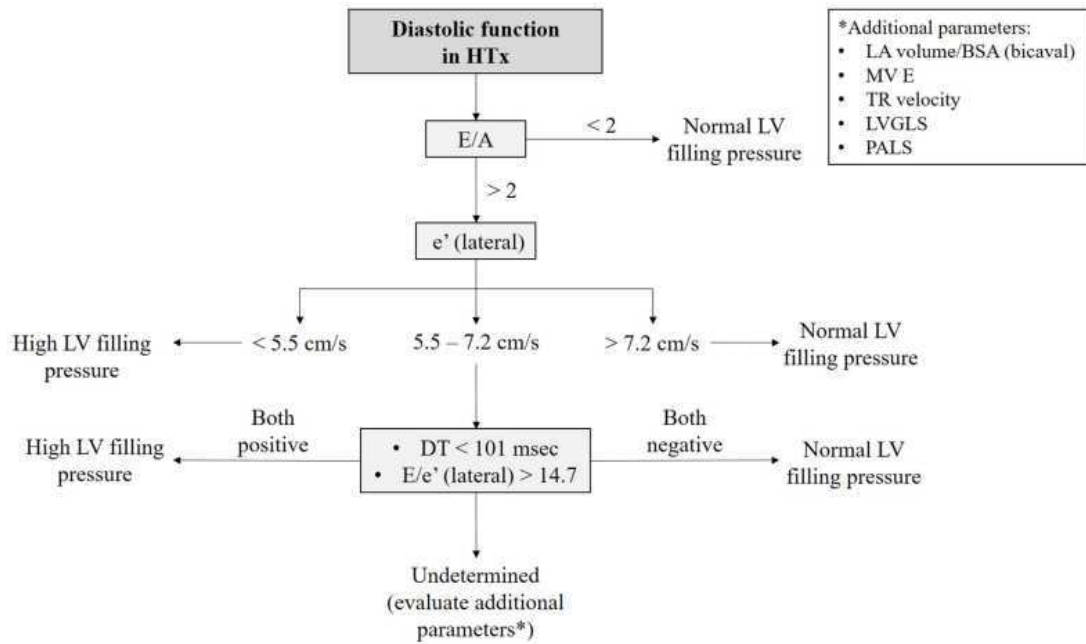 Diastolic function
in HTx
*Additional parameters:
• LA volume/BSA (bicaval)
• MV E
• TR velocity
• LVGLS
• PALS
E/A
< 2
Normal LV
filling pressure
> 2
e’ (lateral)
High LV filling
pressure
< 5.5 cm/s
5.5 – 7.2 cm/s
> 7.2 cm/s
Normal LV
filling pressure
High LV filling
pressure
Both
positive
• DT < 101 msec
• E/e’ (lateral) > 14.7
Both
negative
Normal LV
filling pressure
Undetermined
(evaluate additional
parameters*)